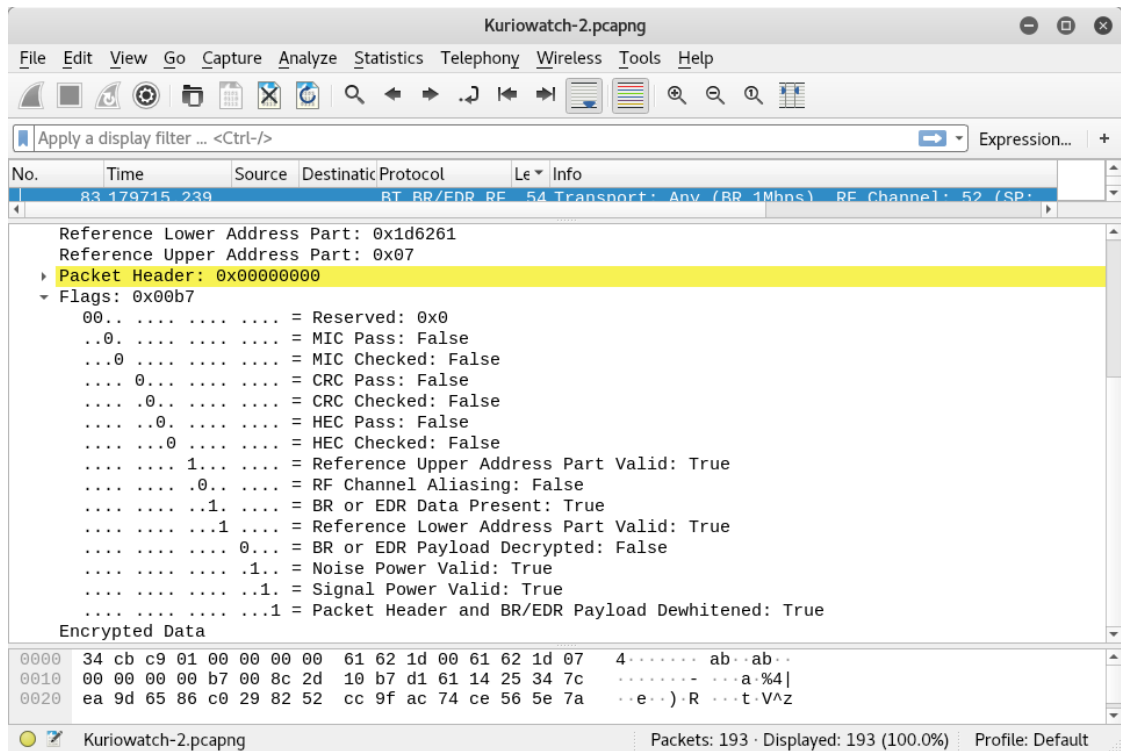 Kuriowatch-2.pcapng
File Edit View Go Capture Analyze Statistics Telephony Wireless Tools Help
Apply a display filter ... <Ctrl-/> Expression... +
No. Time Source Destinatic Protocol Le Info
83 179715.239 BT BR/EDR RF 54 Transport: Any (BR 1Mbps) RF Channel: 52 (SP:
Reference Lower Address Part: 0x1d6261
Reference Upper Address Part: 0x07
Packet Header: 0x00000000
Flags: 0x00b7
00.. .... .... .... = Reserved: 0x0
..0. .... .... .... = MIC Pass: False
...0 .... .... .... = MIC Checked: False
.... 0... .... .... = CRC Pass: False
.... .0.. .... .... = CRC Checked: False
.... ..0. .... .... = HEC Pass: False
.... ...0 .... .... = HEC Checked: False
.... .... 1... .... = Reference Upper Address Part Valid: True
.... .... .0.. .... = RF Channel Aliasing: False
.... .... ..1. .... = BR or EDR Data Present: True
.... .... ...1 .... = Reference Lower Address Part Valid: True
.... .... .... 0... = BR or EDR Payload Decrypted: False
.... .... .... .1.. = Noise Power Valid: True
.... .... .... ..1. = Signal Power Valid: True
.... .... .... ...1 = Packet Header and BR/EDR Payload Dewhitened: True
Encrypted Data
0000 34 cb c9 01 00 00 00 00 61 62 1d 00 61 62 1d 07 4······· ab··ab··
0010 00 00 00 00 b7 00 8c 2d 10 b7 d1 61 14 25 34 7c ·······- ···a·%4|
0020 ea 9d 65 86 c0 29 82 52 cc 9f ac 74 ce 56 5e 7a ··e··)·R ···t·V^z
Kuriowatch-2.pcapng Packets: 193 · Displayed: 193 (100.0%) Profile: Default